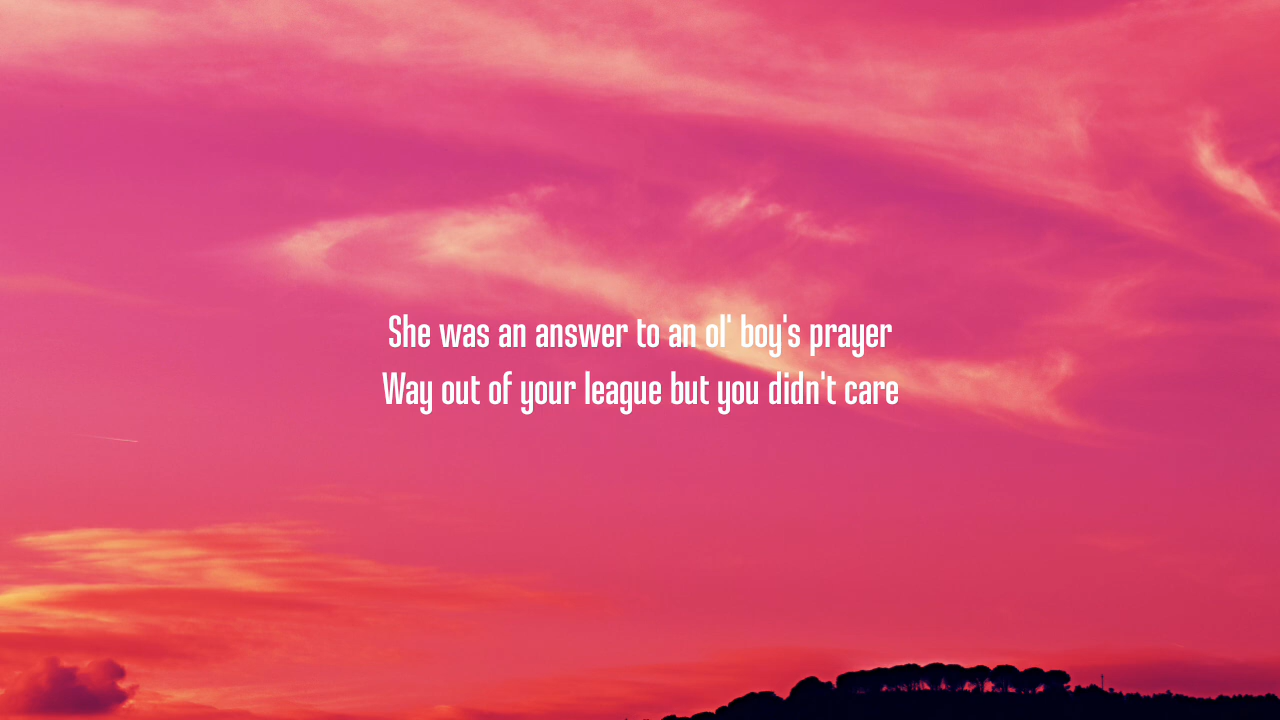 She was an answer to an ol' boy's prayer
Way out of your league but you didn't care